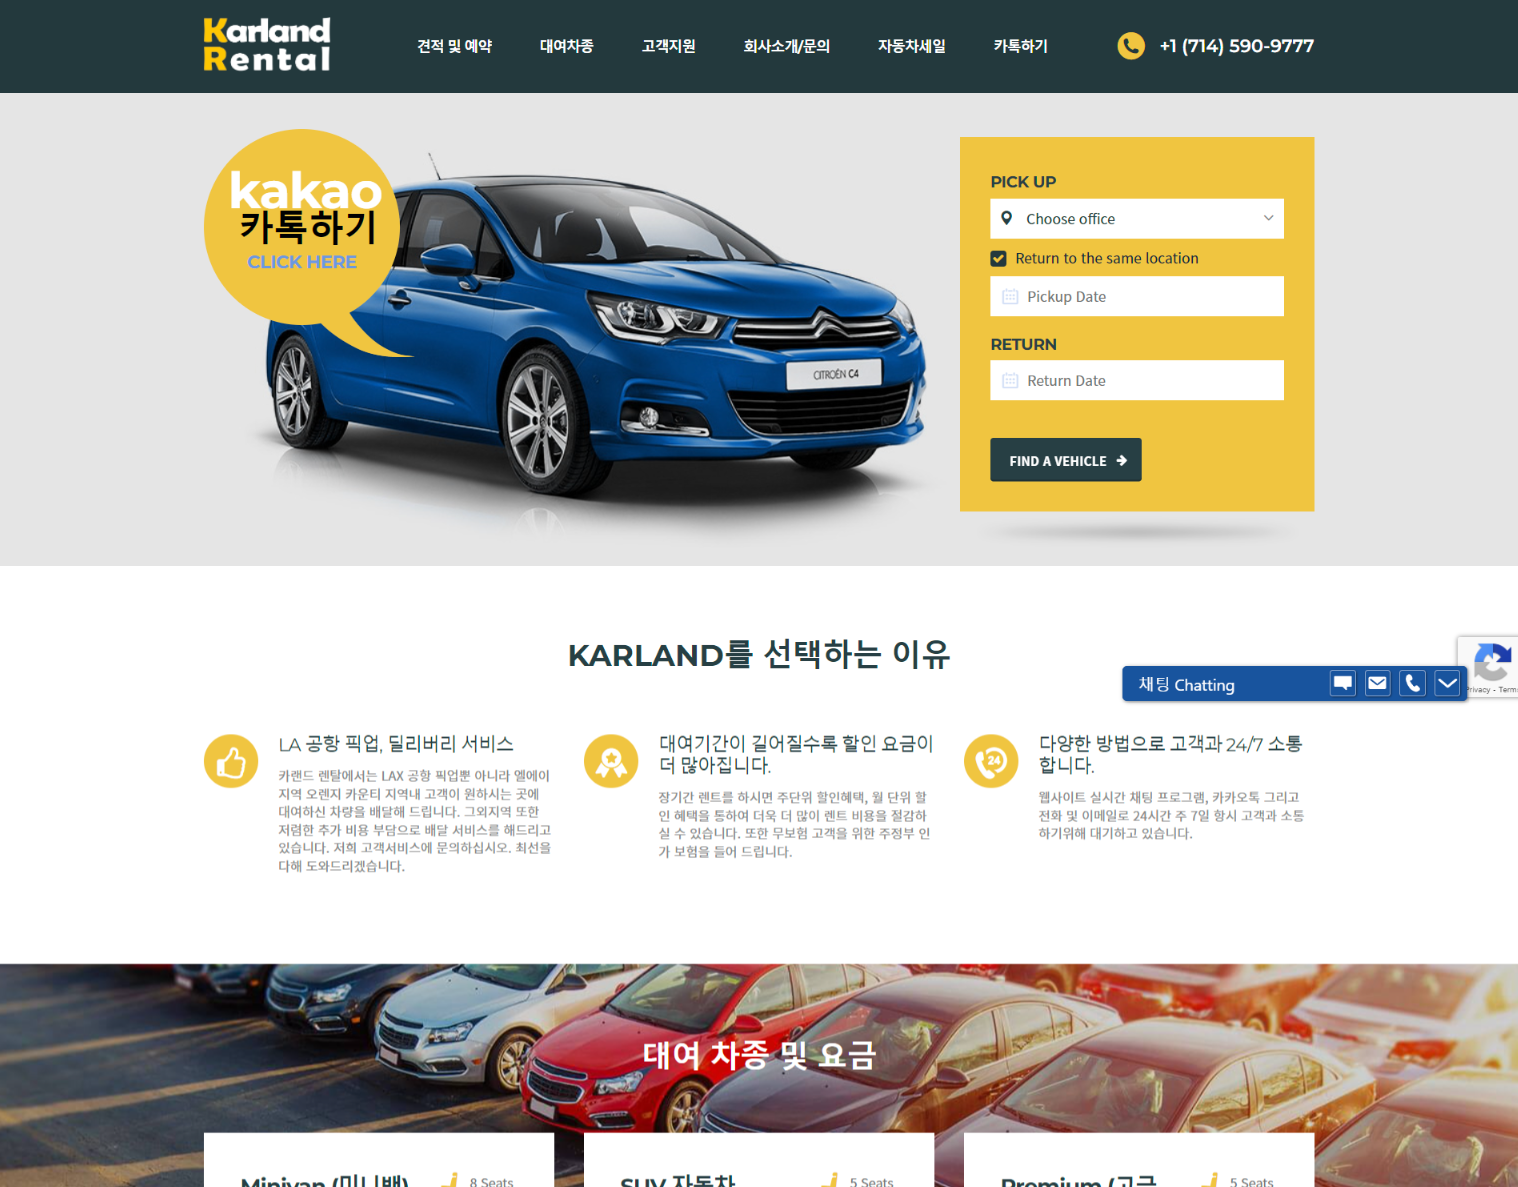 Karland
Rental
견적 및 예약
대여차종
고객지원
회사소개/문의
자동차세일
카톡하기
+1 (714) 590-9777
kakao
카톡하기
CLICK HERE
CITROËN C4
PICK UP
Choose office
Return to the same location
Pickup Date
RETURN
Return Date
FIND A VEHICLE
KARLAND를 선택하는 이유
채팅 Chatting
Privacy - Term
LA 공항 픽업, 딜리버리 서비스
카랜드 렌탈에서는 LAX 공항 픽업뿐 아니라 엘에이
지역 오렌지 카운티 지역내 고객이 원하시는 곳에
대여하신 차량을 배달해 드립니다. 그외지역 또한
저렴한 추가 비용 부담으로 배달 서비스를 해드리고
있습니다. 저희 고객서비스에 문의하십시오. 최선을
다해 도와드리겠습니다.
대여기간이 길어질수록 할인 요금이
더 많아집니다.
장기간 렌트를 하시면 주단위 할인혜택, 월 단위 할
인 혜택을 통하여 더욱 더 많이 렌트 비용을 절감하
실 수 있습니다. 또한 무보험 고객을 위한 주정부 인
가 보험을 들어 드립니다.
24
다양한 방법으로 고객과 24/7 소통
합니다.
웹사이트 실시간 채팅 프로그램, 카카오톡 그리고
전화 및 이메일로 24시간 주 7일 항시 고객과 소통
하기위해 대기하고 있습니다.
대여 차종 및 요금
Minivan (미니밴)
8 Seats
SUV 자동차
5 Seats
Premium (고급
5 Seats